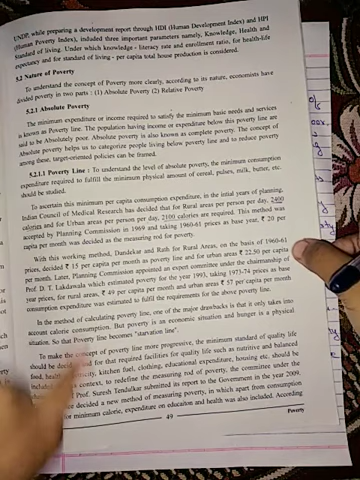 UNDP, while preparing a development report through HDI (Human Development Index) and HPI
(Human Poverty Index), included three important parameters namely, Knowledge, Health and
Standard of living. Under which knowledge - literacy rate and enrollment ratio, for health-life
expectancy and for standard of living - per capita total house production is considered.
5.2 Nature of Poverty
To understand the concept of Poverty more clearly, according to its nature, economists have
divided poverty in two parts : (1) Absolute Poverty (2) Relative Poverty
5.2.1 Absolute Poverty
The minimum expenditure or income required to satisfy the minimum basic needs and services
is known as Poverty line. The population having income or expenditure below this poverty line are
said to be Absolutely poor. Absolute poverty is also known as complete poverty. The concept of
Absolute poverty helps us to categorize people living below poverty line and to reduce poverty
among these, target-oriented policies can be framed.
5.2.1.1 Poverty Line : To understand the level of absolute poverty, the minimum consumption
expenditure required to fulfill the minimum physical amount of cereal, pulses, milk, butter, etc.
should be studied.
To ascertain this minimum per capita consumption expenditure, in the intial years of planning,
Indian Council of Medical Research has decided that for Rural areas per person per day, 2400
calories and for Urban areas per person per day, 2100 calories are required. This method was
accepted by Planning Commission in 1969 and taking 1960-61 prices as base year, ₹ 20 per
capita per month was decided as the measuring rod for poverty.
With this working method, Dandekar and Rath for Rural Areas, on the basis of 1960-61
prices, decided ₹ 15 per capita per month as poverty line and for urban areas ₹ 22.50 per capita
per month. Later, Planning Commission appointed an expert committee under the chairmanship of
Prof. D. T. Lakdawala which estimated poverty for the year 1993, taking 1973-74 prices as base
year prices, for rural areas, ₹ 49 per capita per month and urban areas ₹ 57 per capita per month
consumption expenditure was estimated to fulfill the requirements for the above poverty line.
In the method of calculating poverty line, one of the major drawbacks is that it only takes into
account calorie consumption. But poverty is an economic situation and hunger is a physical
situation. So that Poverty line becomes "starvation line".
To make the concept of poverty line more progressive, the minimum standard of quality life
should be decided and for that required facilities for quality life such as nutritive and balanced
food, health, electricity, kitchen fuel, clothing, educational expenditure, housing etc. should be
included. context, to redefine the measuring rod of poverty, the committee under the
Prof. Suresh Tendulkar submitted its report to the Government in the year 2009.
decided a new method of measuring poverty, in which apart from consumption
minimum calorie, expenditure on educaiton and health was also included. According
49
Poverty